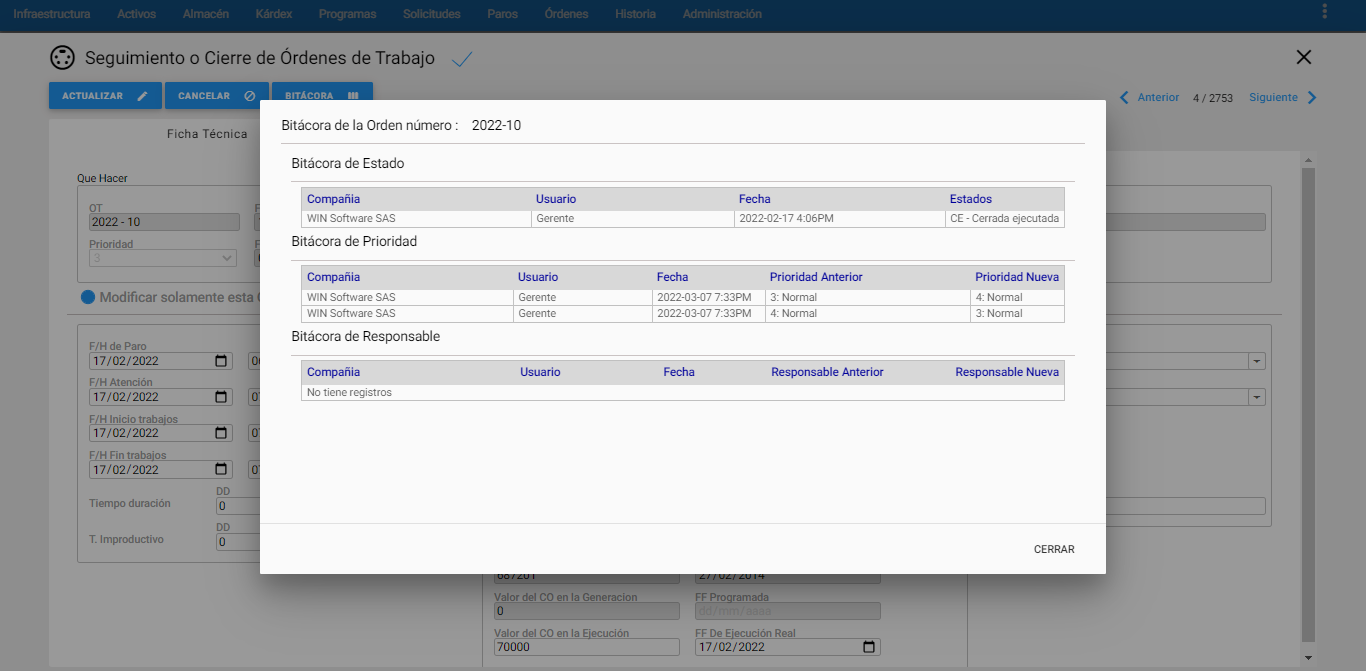 Infraestructura Activos Almacén Kárdex Programas Solicitudes Paros Órdenes Historia Administración
Seguimiento o Cierre de Órdenes de Trabajo
ACTUALIZAR CANCELAR BITÁCORA
Anterior 4 / 2753 Siguiente
Ficha Técnica
Bitácora de la Orden número : 2022-10
Bitácora de Estado
Compañia Usuario Fecha Estados
WIN Software SAS Gerente 2022-02-17 4:06PM CE - Cerrada ejecutada
Bitácora de Prioridad
Compañia Usuario Fecha Prioridad Anterior Prioridad Nueva
WIN Software SAS Gerente 2022-03-07 7:33PM 3: Normal 4: Normal
WIN Software SAS Gerente 2022-03-07 7:33PM 4: Normal 3: Normal
Bitácora de Responsable
Compañia Usuario Fecha Responsable Anterior Responsable Nueva
No tiene registros
CERRAR
Que Hacer
OT
2022 - 10
Prioridad
3
Modificar solamente esta
F/H de Paro
17/02/2022
F/H Atención
17/02/2022
F/H Inicio trabajos
17/02/2022
F/H Fin trabajos
17/02/2022
Tiempo duración DD
0
T. Improductivo DD
0
687201 27/02/2014
Valor del CO en la Generacion FF Programada
0 dd/mm/aaaa
Valor del CO en la Ejecución FF De Ejecución Real
70000 17/02/2022